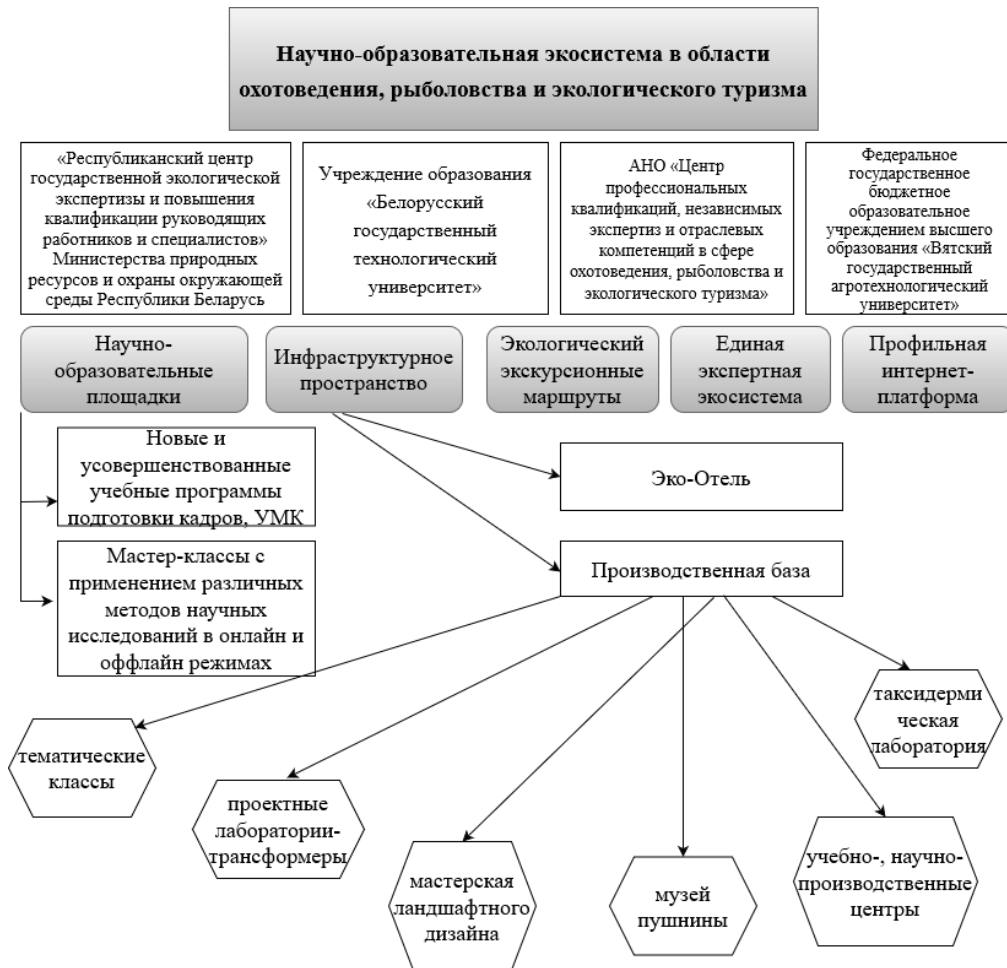 Научно-образовательная экосистема в области
охотоведения, рыболовства и экологического туризма
«Республиканский центр
государственной экологической
экспертизы и повышения
квалификации руководящих
работников и специалистов»
Министерства природных
ресурсов и охраны окружающей
среды Республики Беларусь
Учреждение образования
«Белорусский
государственный
технологический
университет»
АНО «Центр
профессиональных
квалификаций, независимых
экспертиз и отраслевых
компетенций в сфере
охотоведения, рыболовства и
экологического туризма»
Федерального
государственное
бюджетное
образовательное
учреждением высшего
образования «Вятский
государственный
агротехнологический
университет»
Научно-
образовательные
площадки
Инфраструктурное
пространство
Экологический
экскурсионные
маршруты
Единая
экспертная
экосистема
Профильная
интернет-
платформа
Новые и
усовершенствованные
учебные программы
подготовки кадров, УМК
Эко-Отель
Мастер-классы с
применением различных
методов научных
исследований в онлайн и
оффлайн режимах
Производственная база
тематические
классы
проектные
лаборатории-
трансформеры
мастерская
ландшафтного
дизайна
музей
пушнины
учебно-, научно-
производственные
центры
таксидерми
ческая
лаборатория